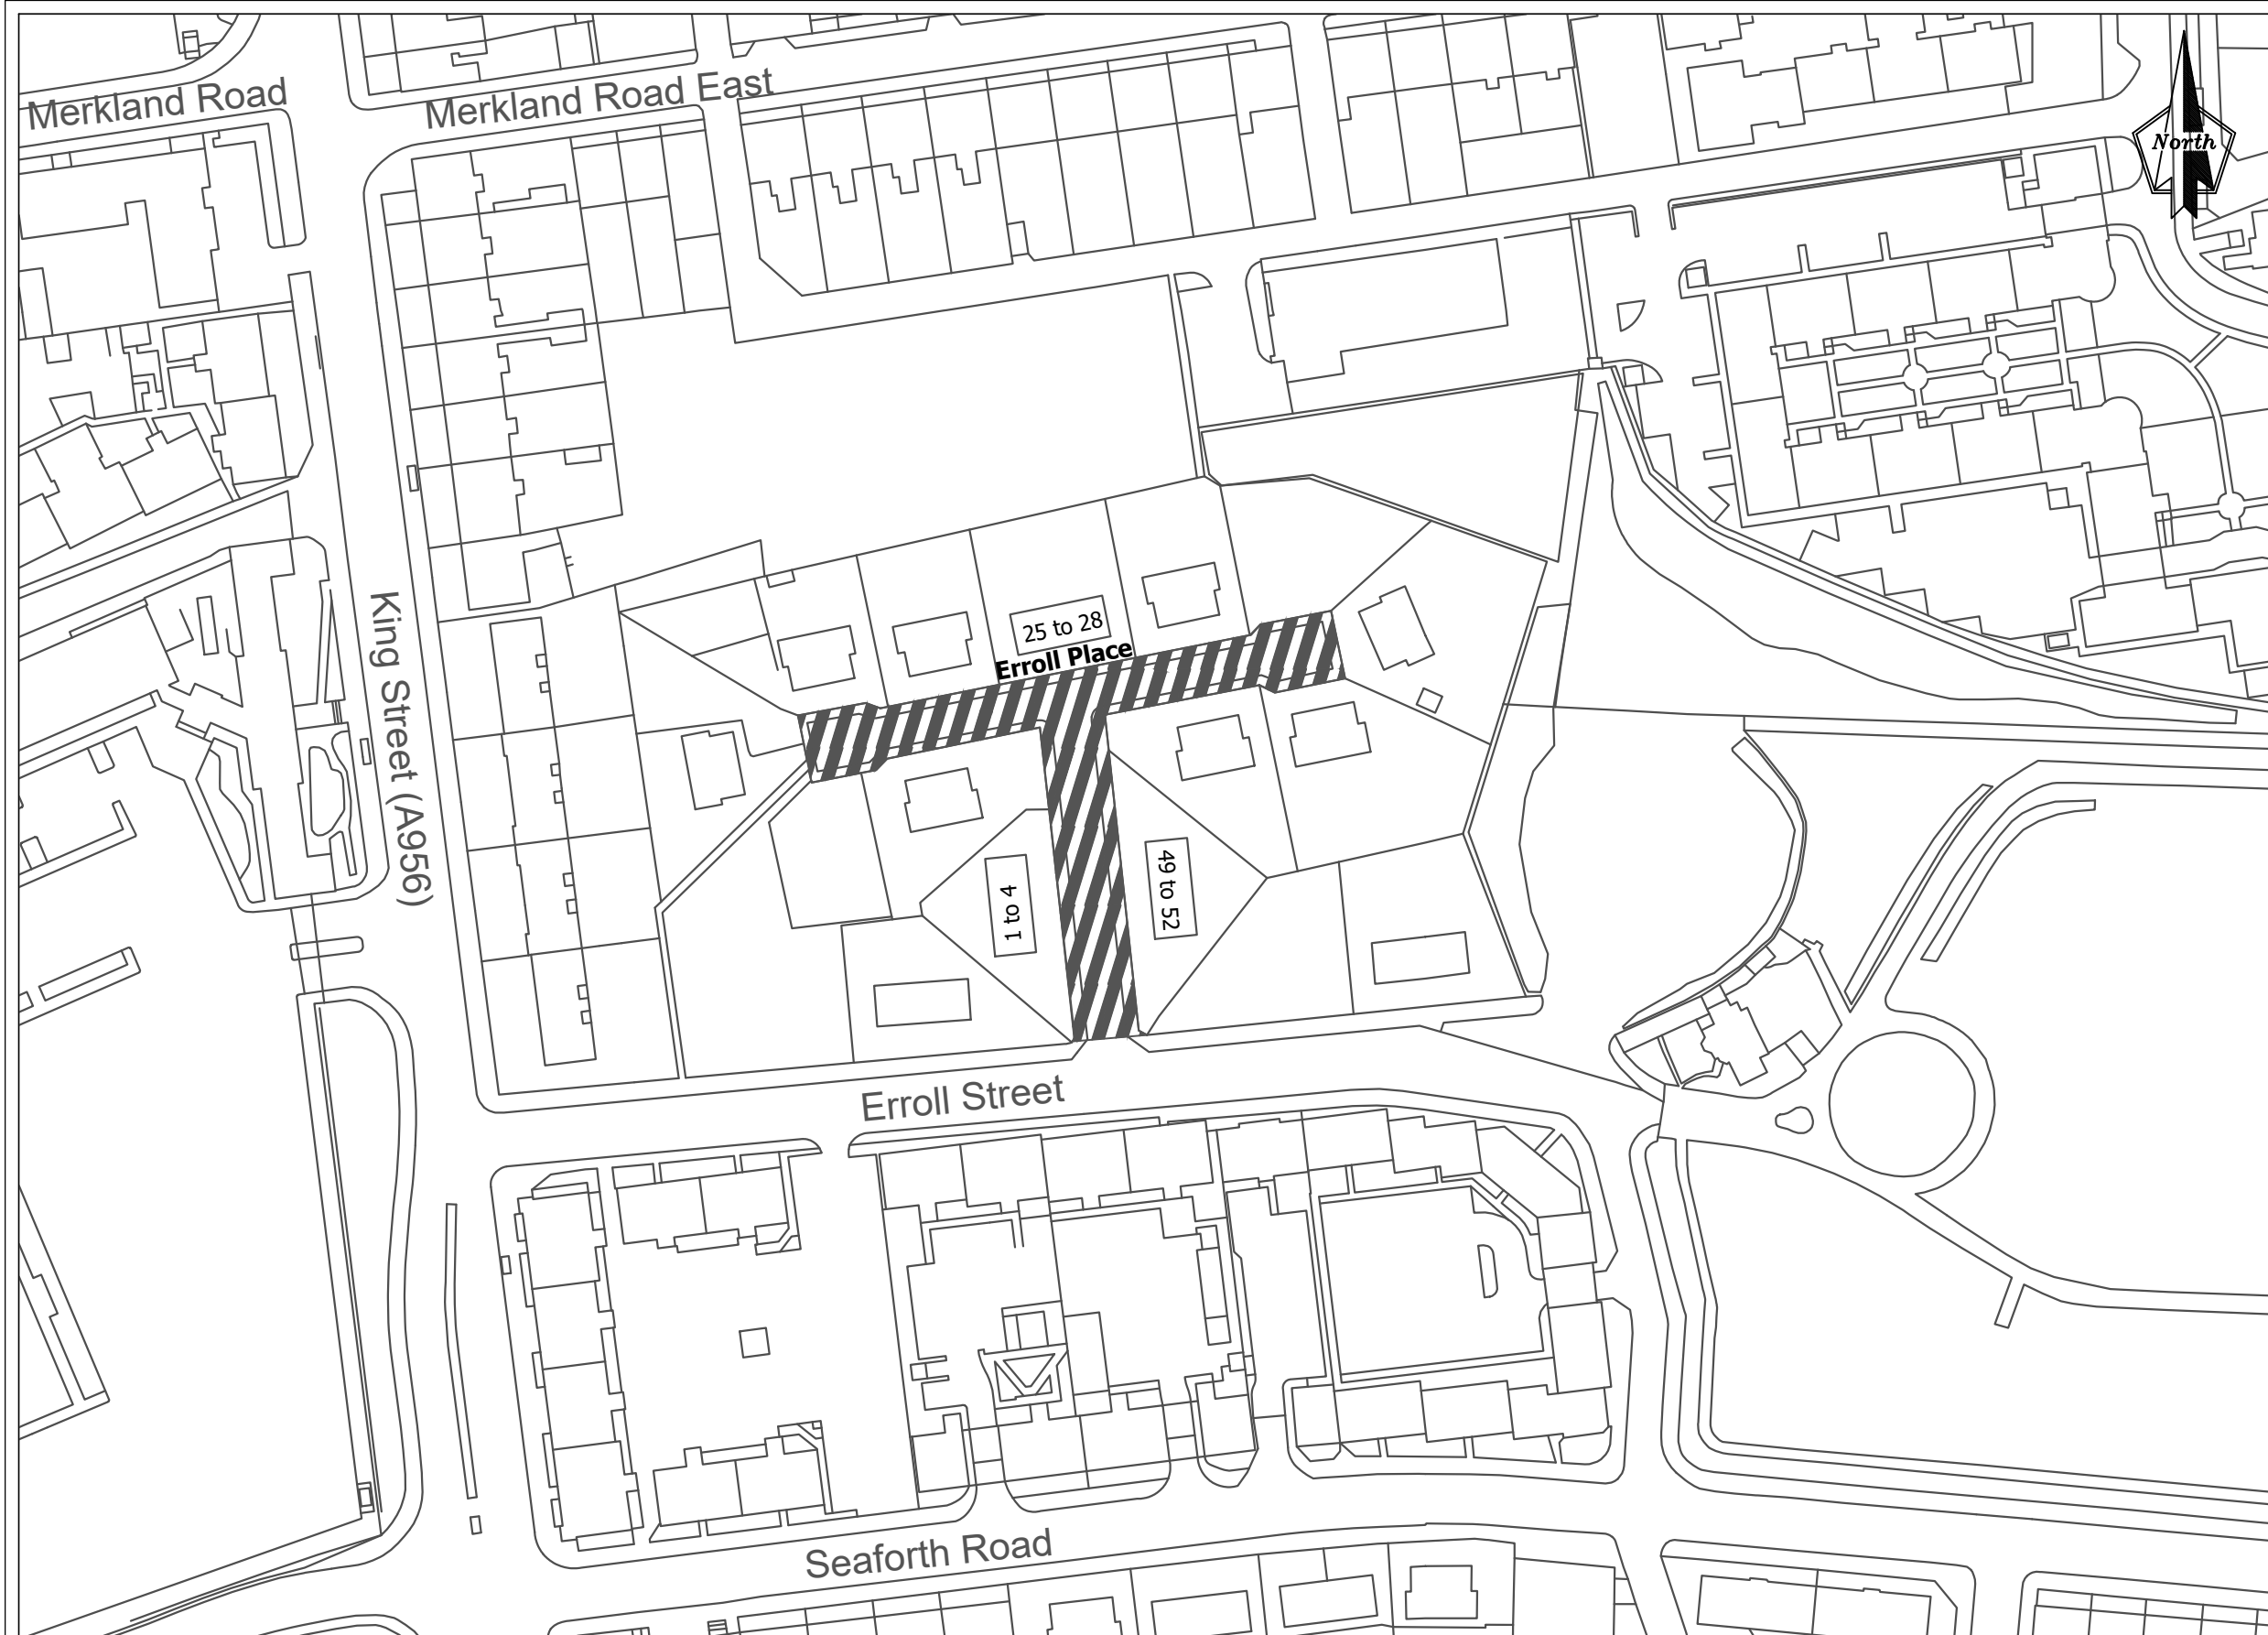 Merkland Road
Merkland Road East
North
King Street (A956)
25 to 28
Erroll Place
1 to 4
49 to 52
Erroll Street
Seaforth Road